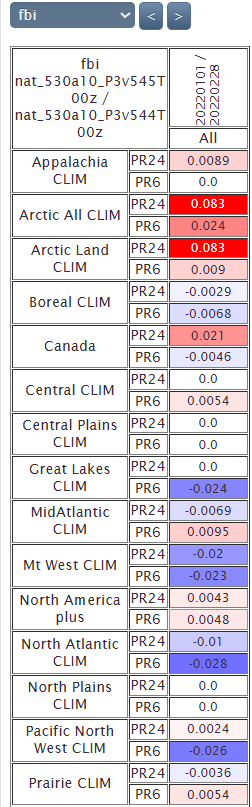 fbi
<
>
fbi
nat_530a10_P3v545T
00z /
nat_530a10_P3v544T
00z
20220101 /
20220228
All
Appalachia
CLIM
PR24
0.0089
PR6
0.0
Arctic All CLIM
PR24
0.083
PR6
0.024
Arctic Land
CLIM
PR24
0.083
PR6
0.009
Boreal CLIM
PR24
-0.0029
PR6
-0.0068
Canada
PR24
0.021
PR6
-0.0046
Central CLIM
PR24
0.0
PR6
0.0054
Central Plains
CLIM
PR24
0.0
PR6
0.0
Great Lakes
CLIM
PR24
0.0
PR6
-0.024
MidAtlantic
CLIM
PR24
-0.0069
PR6
0.0095
Mt West CLIM
PR24
-0.02
PR6
-0.023
North America
plus
PR24
0.0043
PR6
0.0048
North Atlantic
CLIM
PR24
-0.01
PR6
-0.028
North Plains
CLIM
PR24
0.0
PR6
0.0
Pacific North
West CLIM
PR24
0.0024
PR6
-0.026
Prairie CLIM
PR24
-0.0036
PR6
0.0054